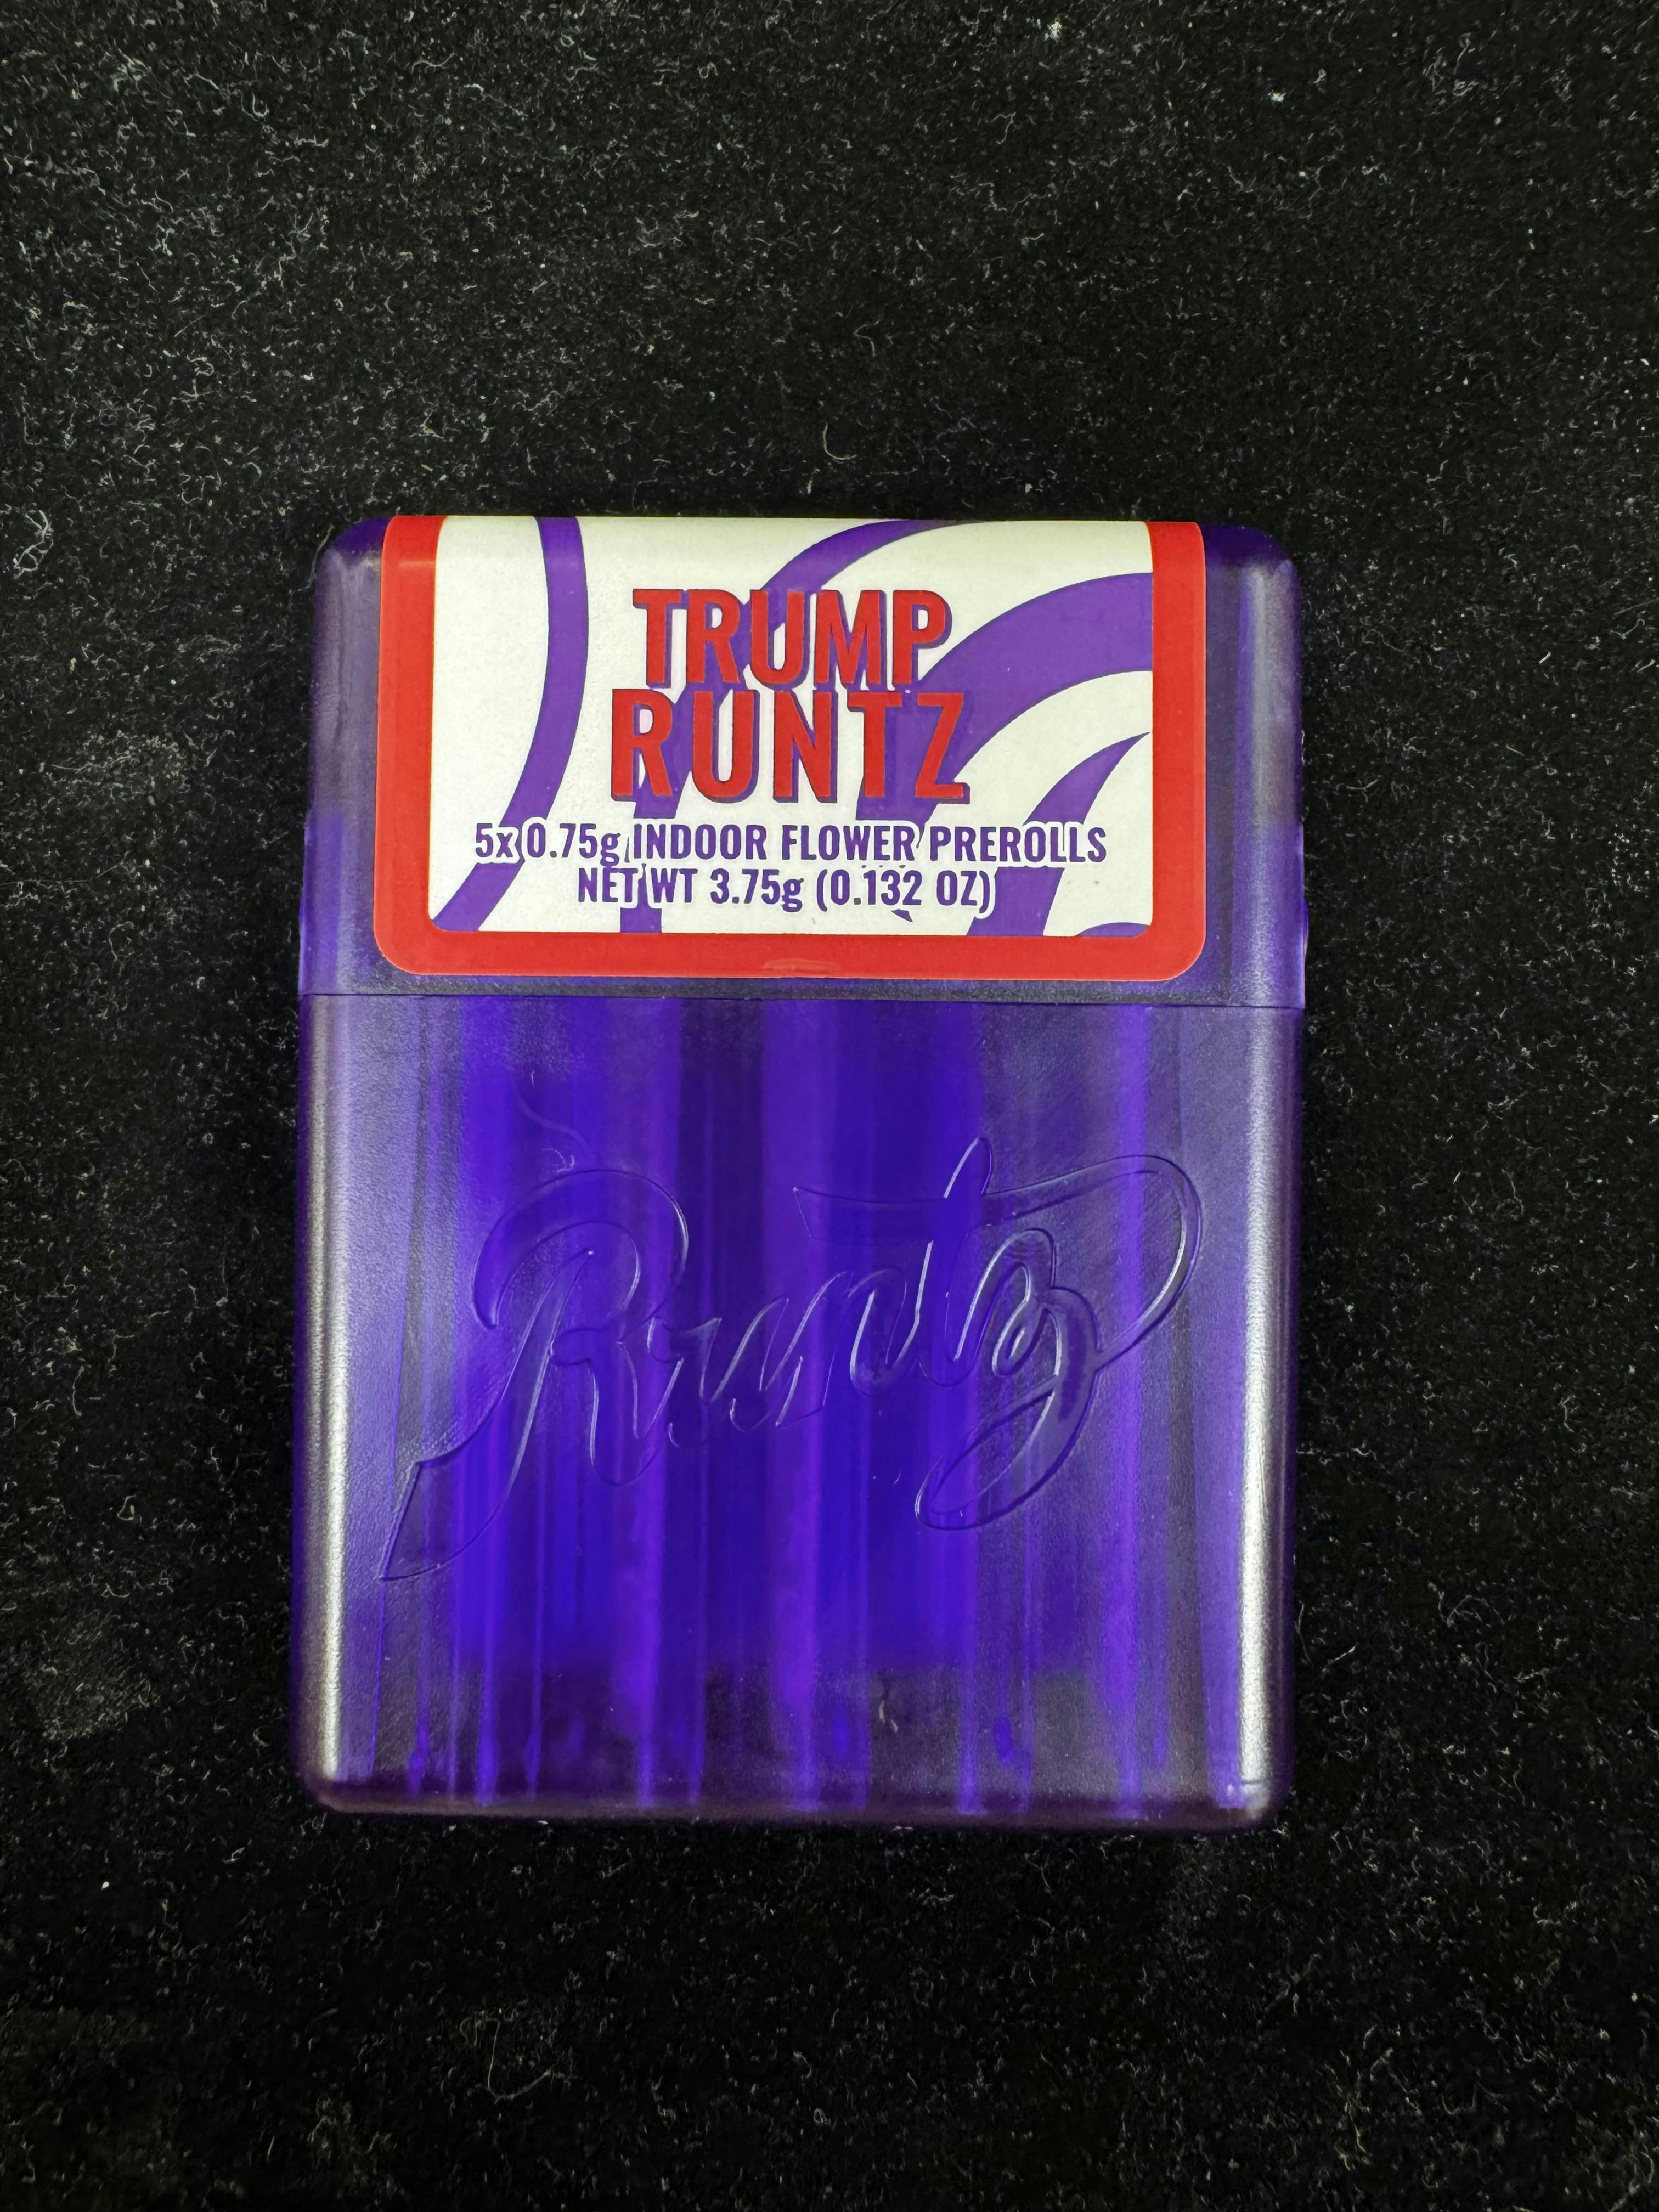 TRUMP
RUNTZ
5x 0.75g INDOOR FLOWER PREROLLS
NET WT 3.75g (0.132 OZ)
Runtz